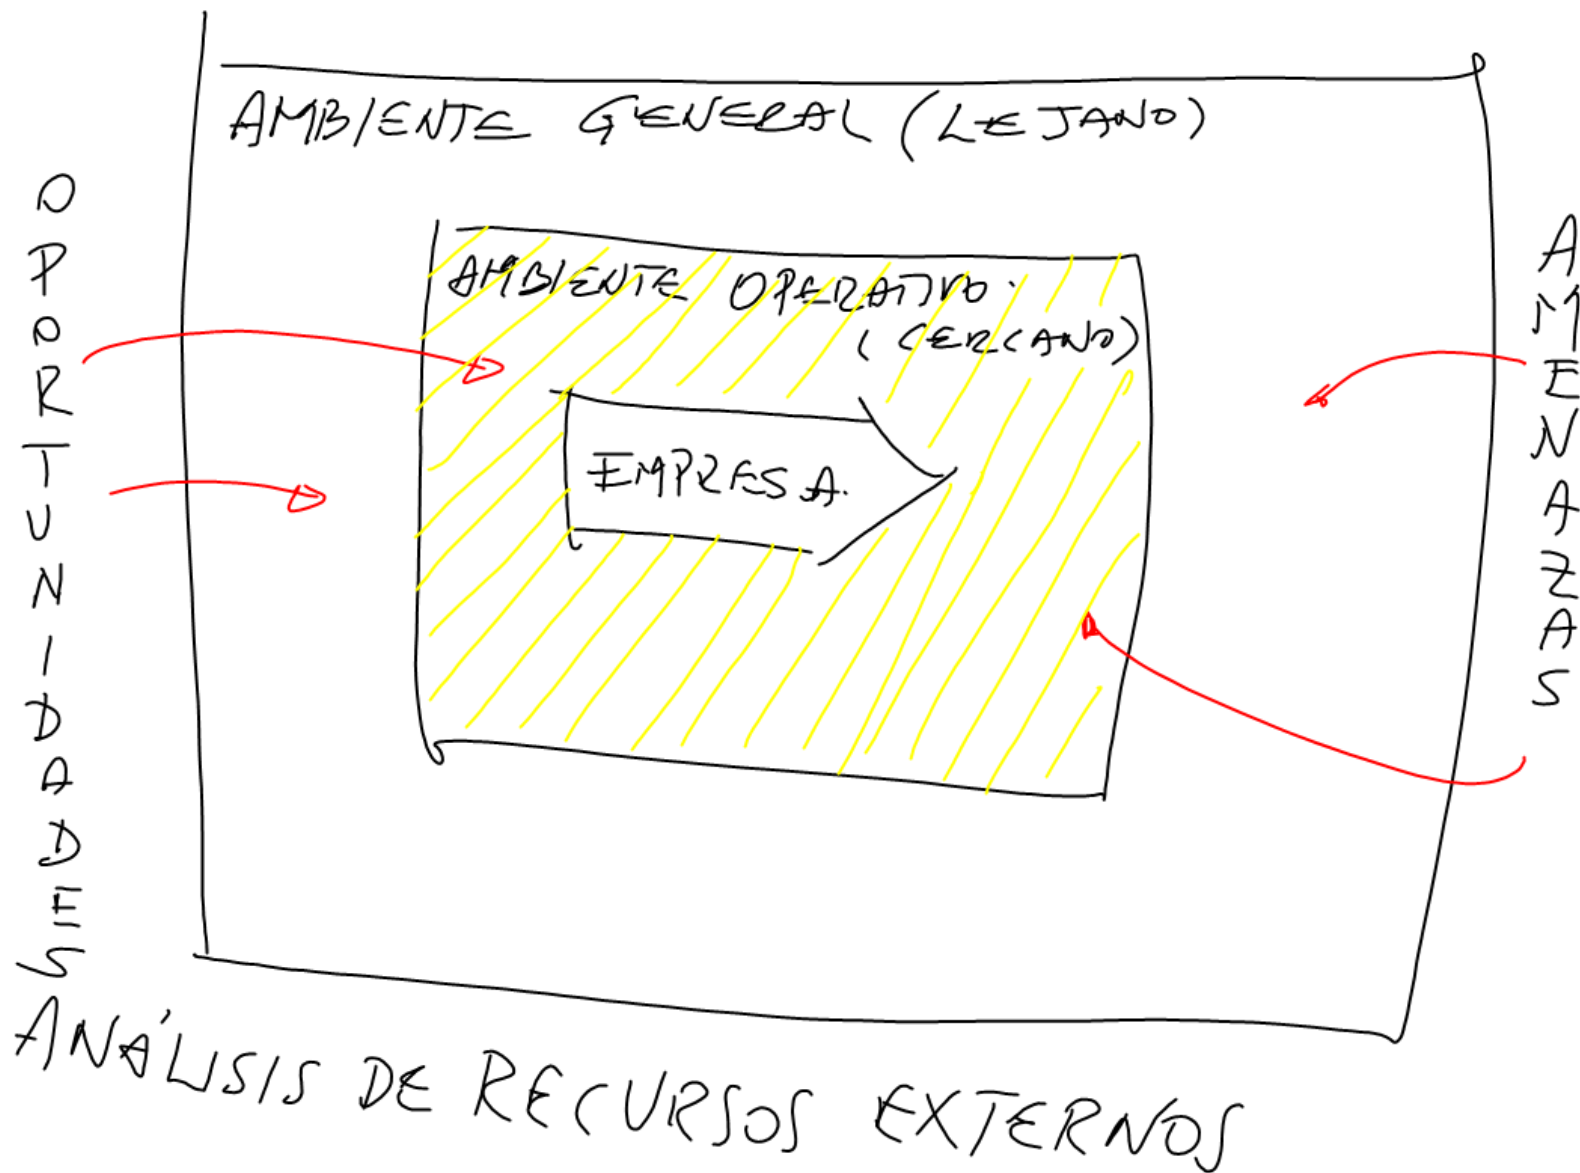 AMBIENTE GENERAL (LEJANO)
OPORTUNIDADES
AMBIENTE OPERATIVO.
(CERCANO)
EMPRESA.
AMENAZAS
ANÁLISIS DE RECURSOS EXTERNOS